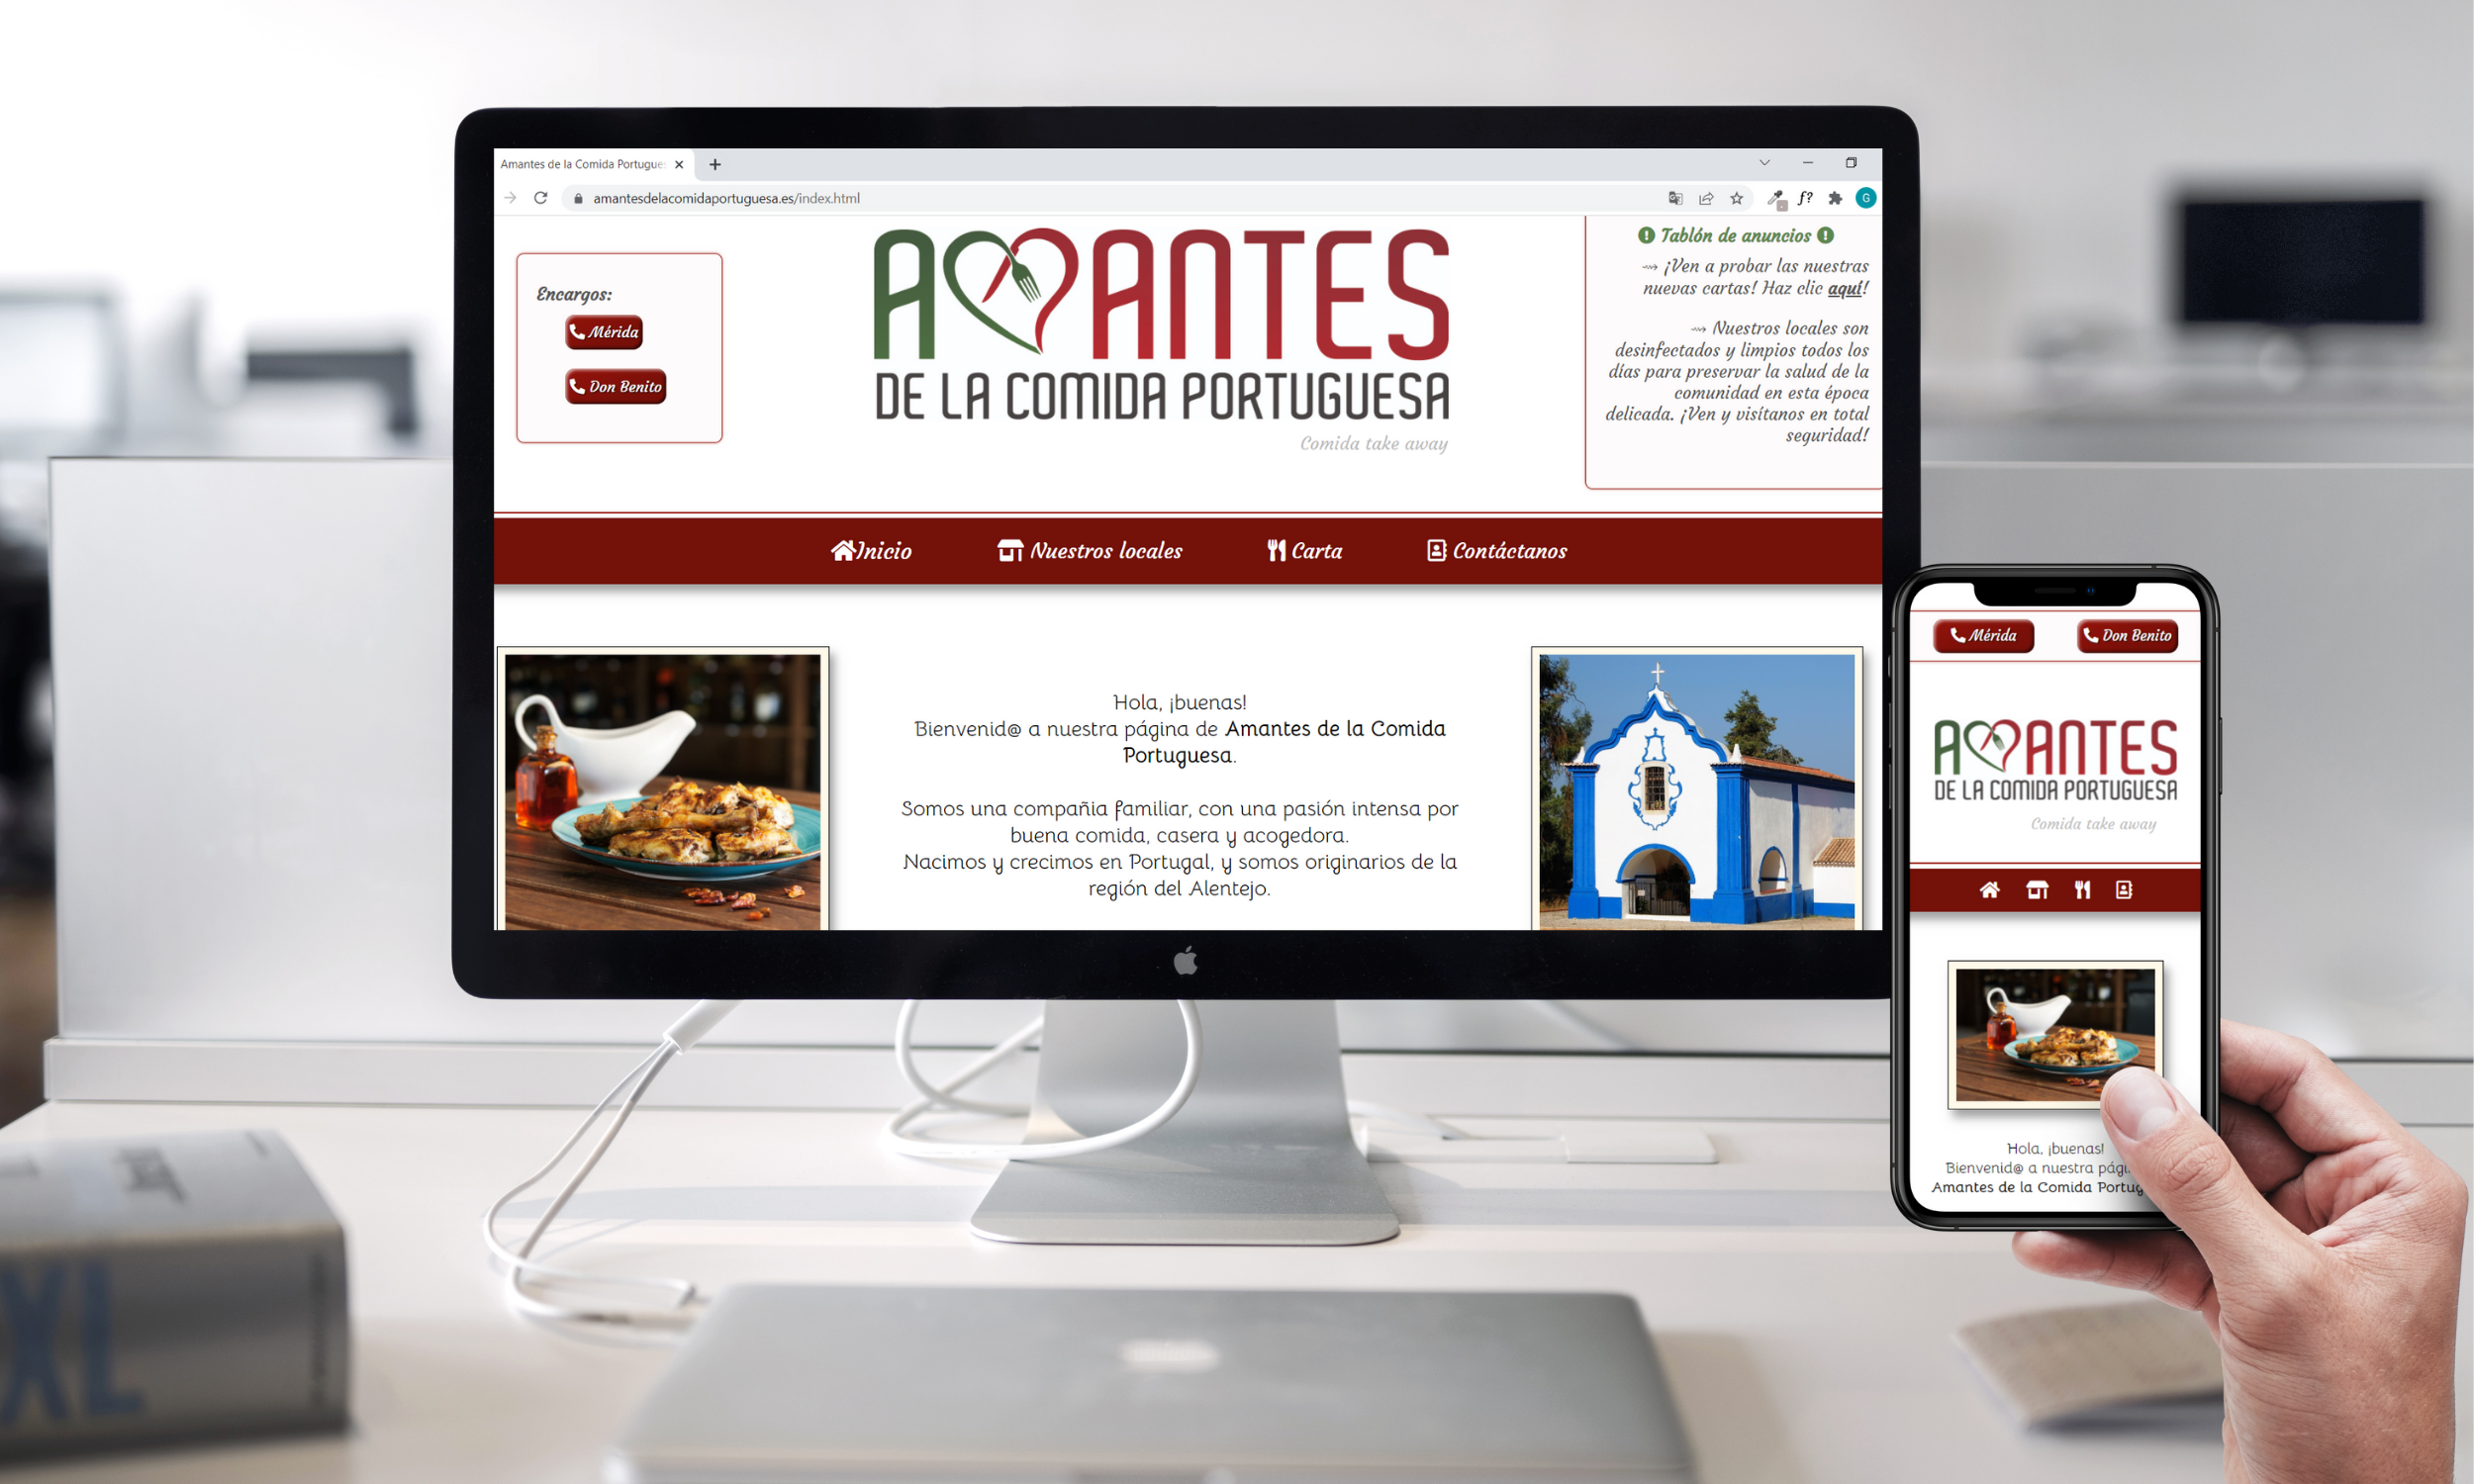 Amantes de la Comida Portugue
amantesdelacomidaportuguesa.es/index.html
f?
G
Encargos:
Mérida
Don Benito
AMANTES
DE LA COMIDA PORTUGUESA
Comida take away
Tablón de anuncios
⇝ ¡Ven a probar las nuestras
nuevas cartas! Haz clic aquí!
⇝ Nuestros locales son
desinfectados y limpios todos los
días para preservar la salud de la
comunidad en esta época
delicada. ¡Ven y visítanos en total
seguridad!
Inicio
Nuestros locales
Carta
Contáctanos
Hola, ¡buenas!
Bienvenid@ a nuestra página de Amantes de la Comida
Portuguesa.
Somos una compañia familiar, con una pasión intensa por
buena comida, casera y acogedora.
Nacimos y crecimos en Portugal, y somos originarios de la
región del Alentejo.
Mérida
Don Benito
AMANTES
DE LA COMIDA PORTUGUESA
Comida take away
Hola, ¡buenas!
Bienvenid@ a nuestra pági
Amantes de la Comida Portug
XL